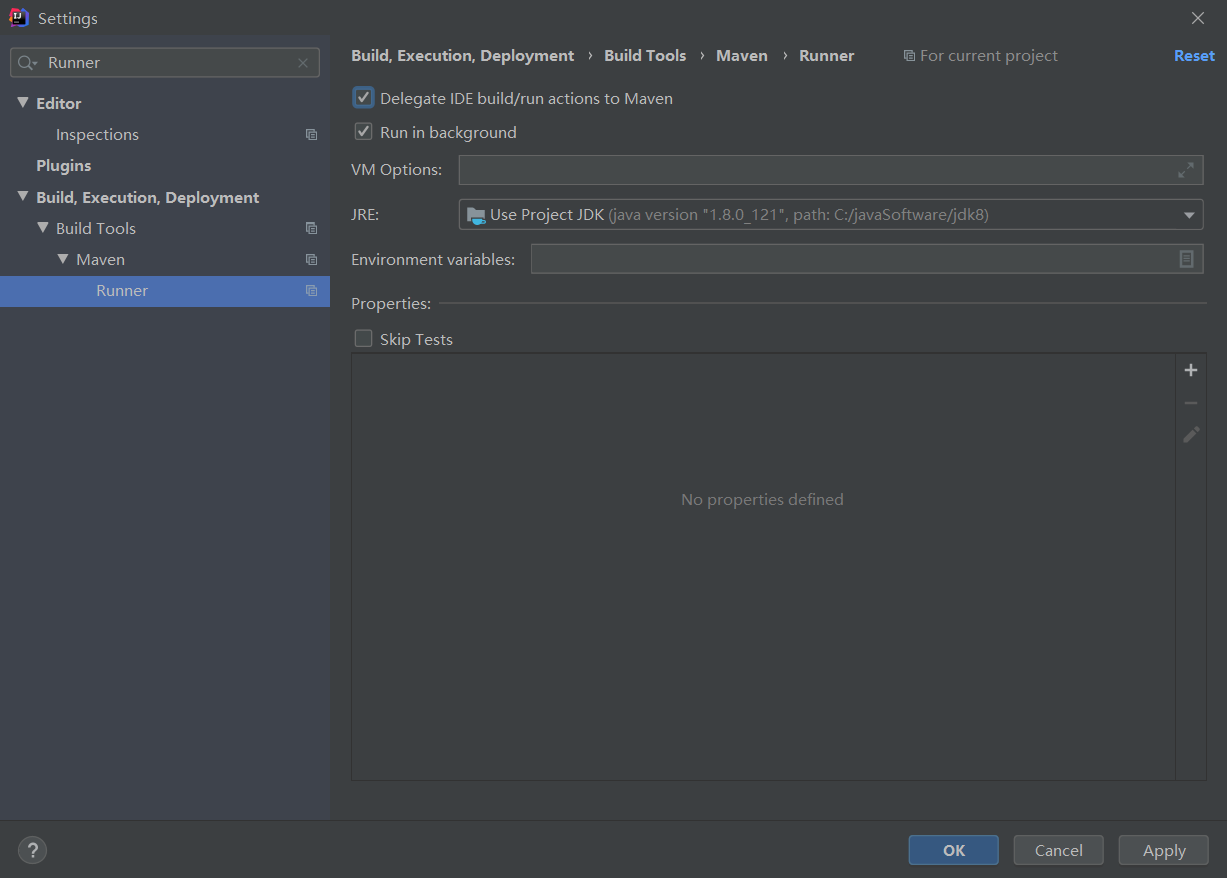 Settings
Runner
Editor
Inspections
Plugins
Build, Execution, Deployment
Build Tools
Maven
Runner
Build, Execution, Deployment › Build Tools › Maven › Runner For current project Reset
Delegate IDE build/run actions to Maven
Run in background
VM Options:
JRE: Use Project JDK (java version "1.8.0_121", path: C:/javaSoftware/jdk8)
Environment variables:
Properties:
Skip Tests
No properties defined
? OK Cancel Apply